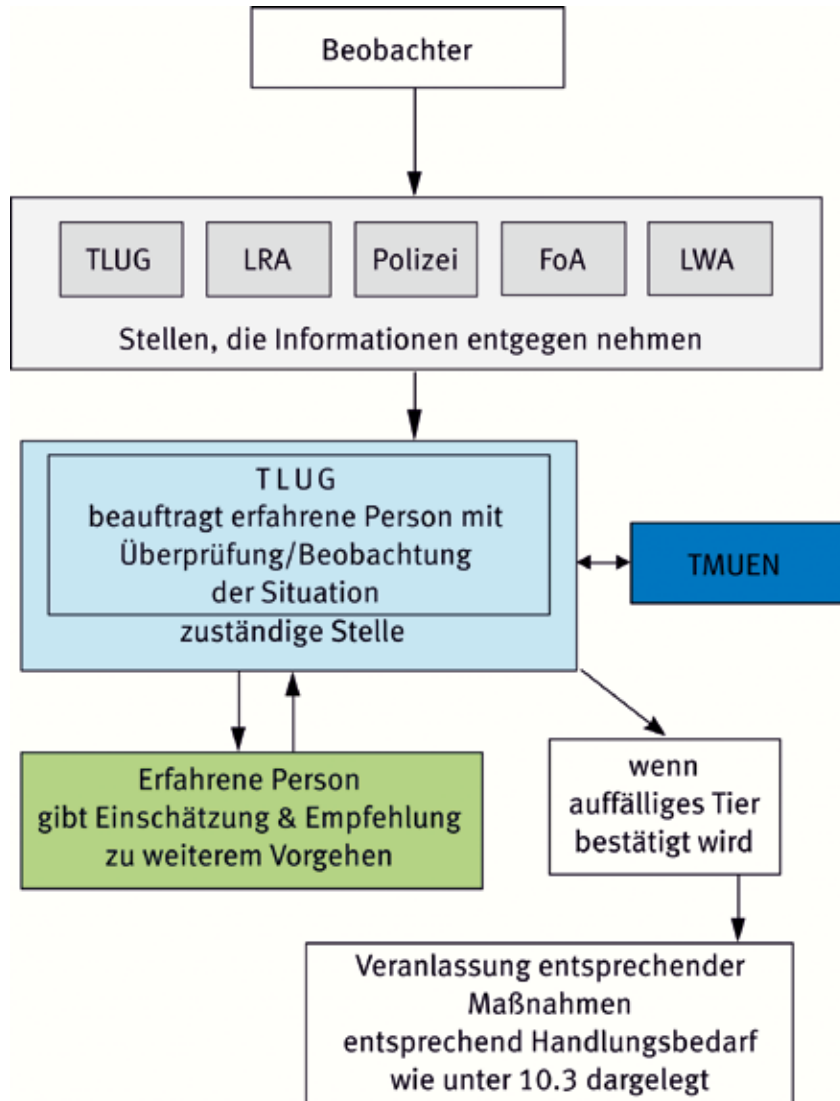 Beobachter
TLUG LRA Polizei FoA LWA
Stellen, die Informationen entgegen nehmen
TLUG
beauftragt erfahrene Person mit
Überprüfung/Beobachtung
der Situation
zuständige Stelle
TMUEN
Erfahrene Person
gibt Einschätzung & Empfehlung
zu weiterem Vorgehen
wenn
auffälliges Tier
bestätigt wird
Veranlassung entsprechender
Maßnahmen
entsprechend Handlungsbedarf
wie unter 10.3 dargelegt